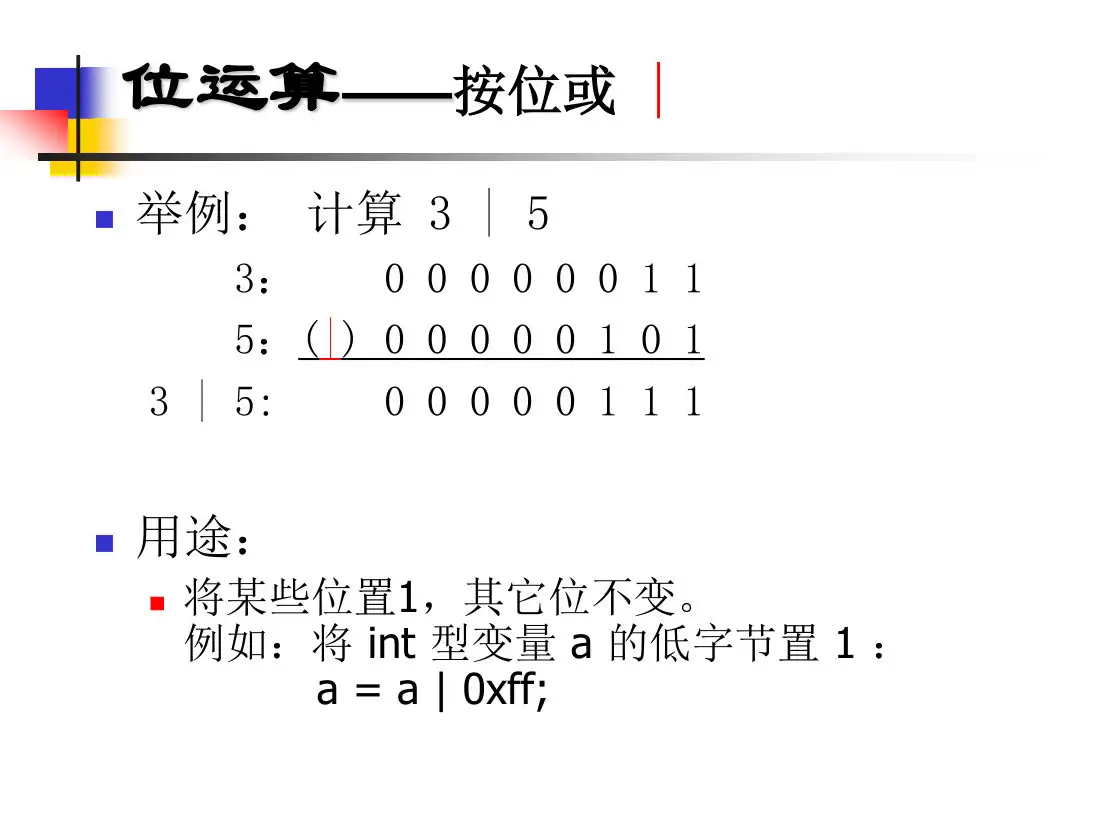 位运算——按位或 |
举例： 计算 3 | 5
3： 0 0 0 0 0 0 1 1
5：(|) 0 0 0 0 0 1 0 1
3 | 5: 0 0 0 0 0 1 1 1
用途：
将某些位置1，其它位不变。
例如：将 int 型变量 a 的低字节置 1 ：
a = a | 0xff;